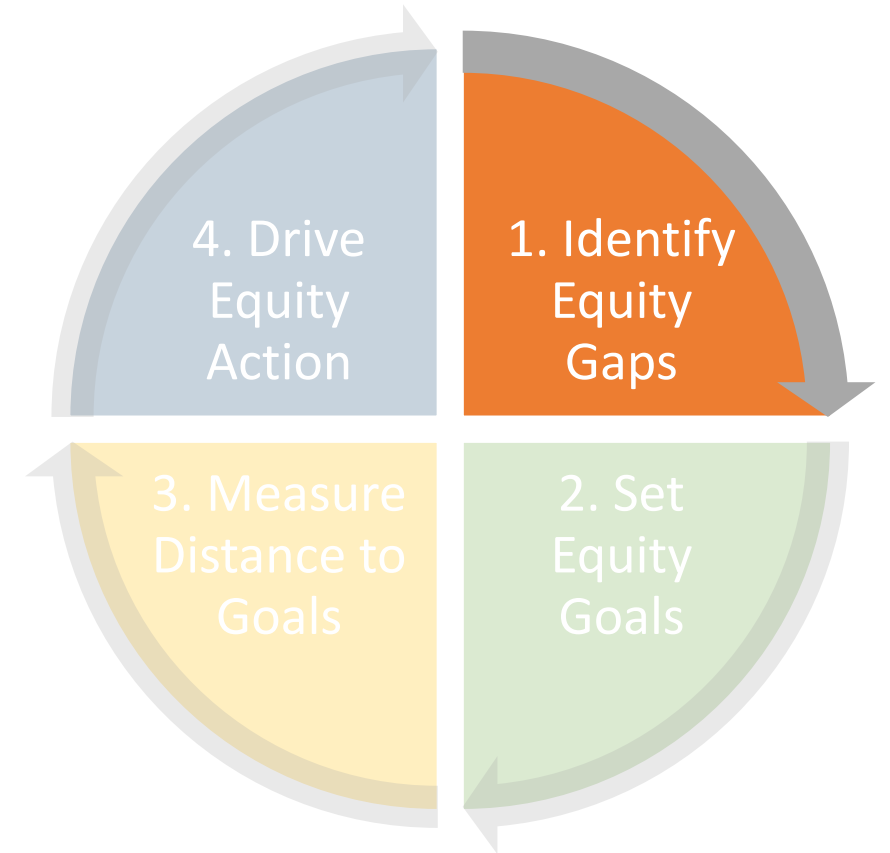 1. Identify
Equity
Gaps
2. Set
Equity
Goals
3. Measure
Distance to
Goals
4. Drive
Equity
Action